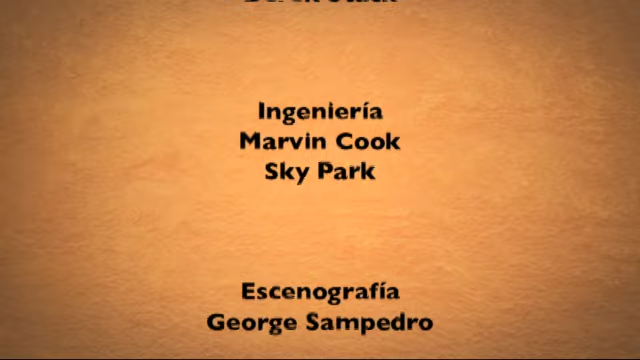 Ingeniería
Marvin Cook
Sky Park
Escenografía
George Sampedro